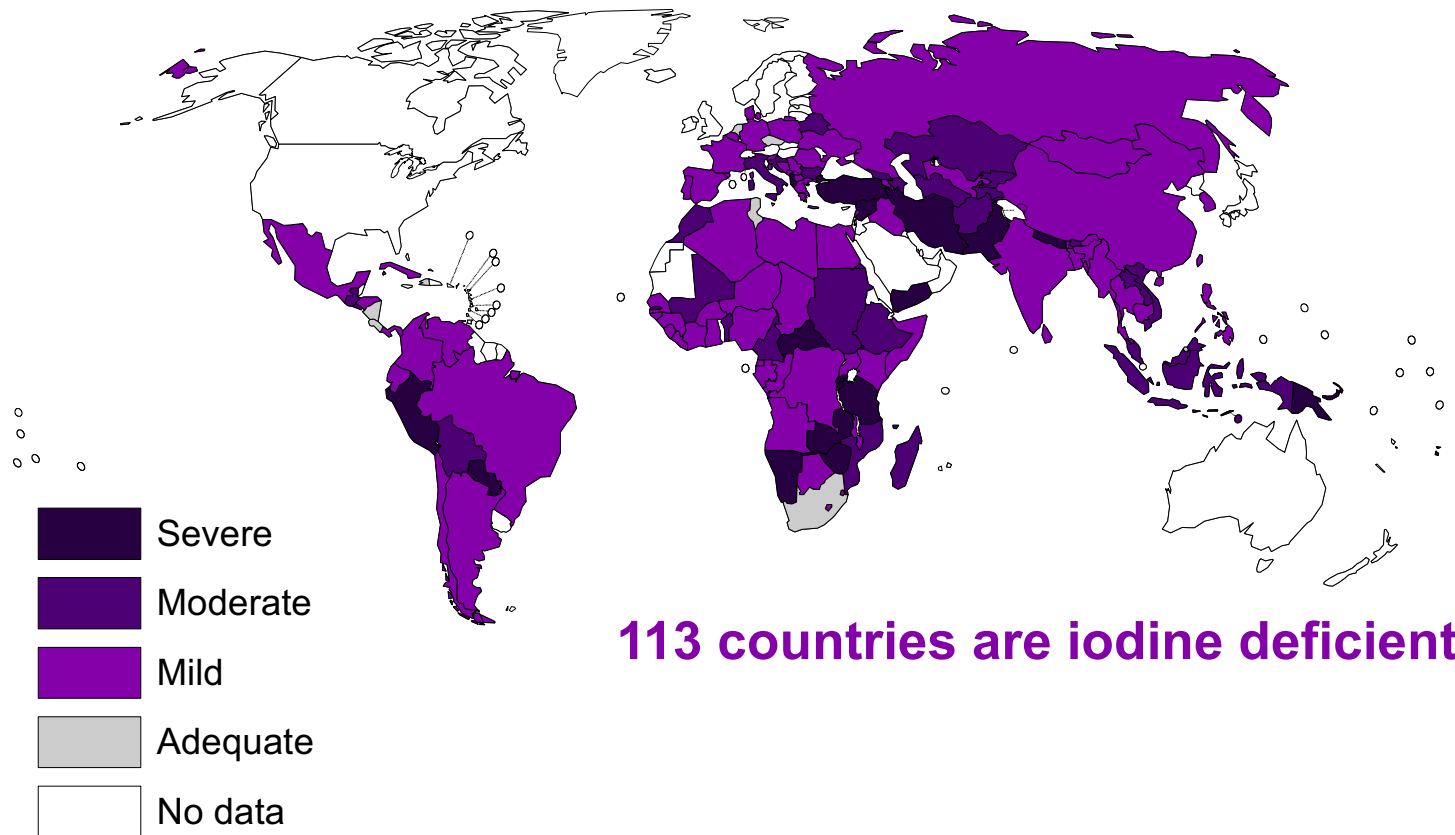 Severe
Moderate
Mild
Adequate
No data
113 countries are iodine deficient